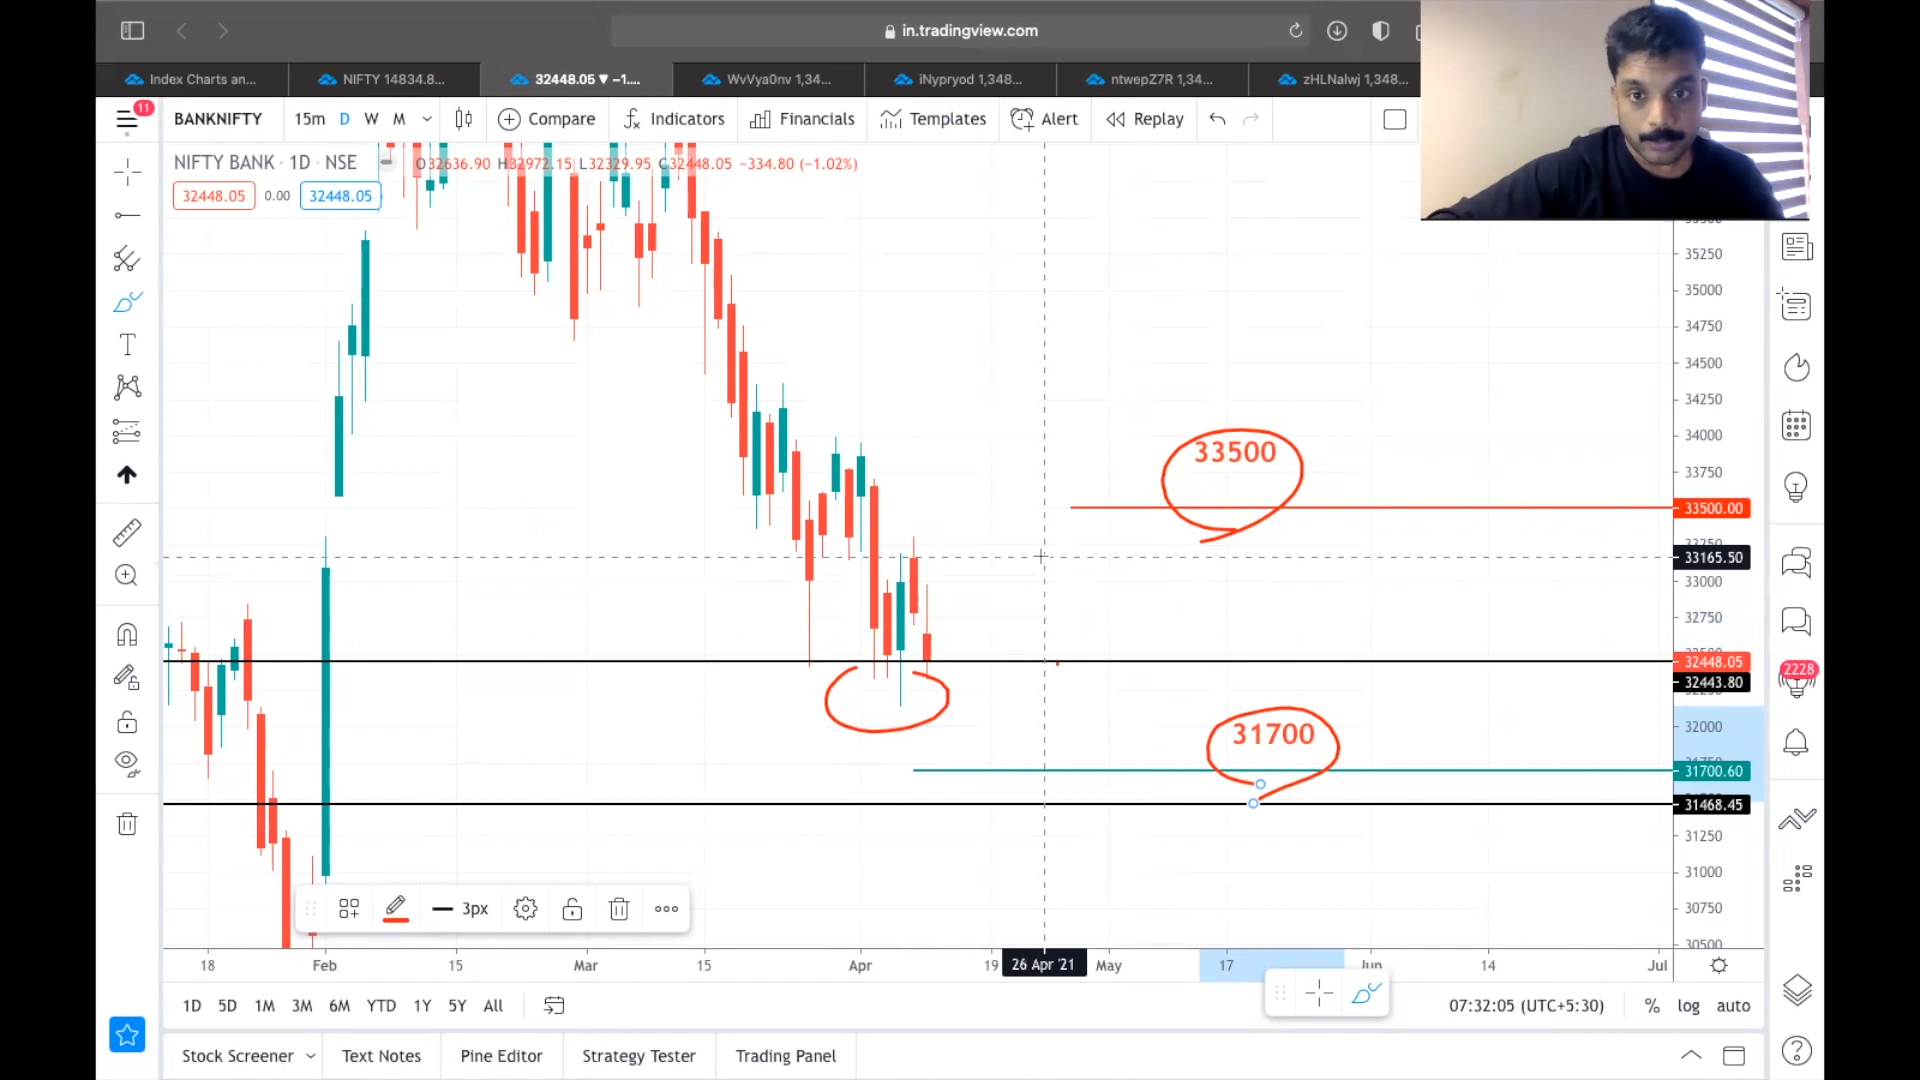 in.tradingview.com
Index Charts an...
NIFTY 14834.8...
32448.05 ▼ −1....
WvVya0nv 1,34...
iNypryod 1,348...
ntwepZ7R 1,34...
zHLNalwj 1,348...
11
BANKNIFTY
15m D W M
Compare
Indicators
Financials
Templates
Alert
Replay
NIFTY BANK · 1D · NSE
O32636.90 H32972.15 L32329.95 C32448.05 −334.80 (−1.02%)
32448.05 0.00 32448.05
35250
35000
34750
34500
34250
34000
33500
33750
33500.00
33165.50
33000
32750
32448.05
32443.80
2228
32000
31700
31700.60
31468.45
31250
31000
30750
30500
3px
18 Feb 15 Mar 15 Apr 19 26 Apr '21 May 17 Jun 14 Jul
1D 5D 1M 3M 6M YTD 1Y 5Y All
07:32:05 (UTC+5:30) % log auto
Stock Screener
Text Notes
Pine Editor
Strategy Tester
Trading Panel